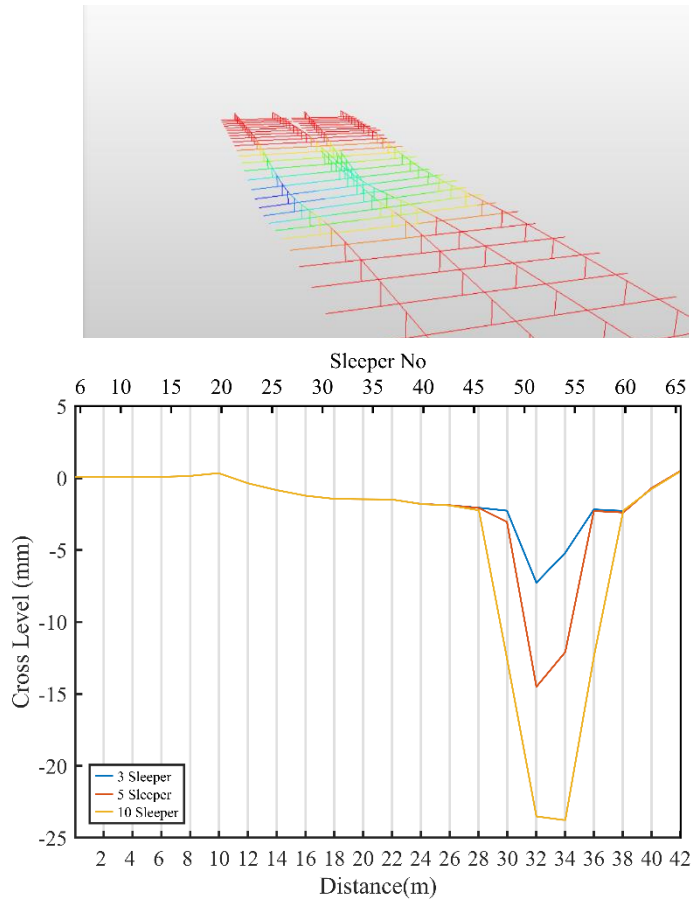 Sleeper No
6 10 15 17 20 25 28 30 35 40 45 50 55 60 65
5
0
-5
-10
-15
-20
-25
Cross Level (mm)
3 Sleeper
5 Sleeper
10 Sleeper
2 4 6 8 10 12 14 16 18 20 22 24 26 28 30 32 34 36 38 40 42
Distance(m)